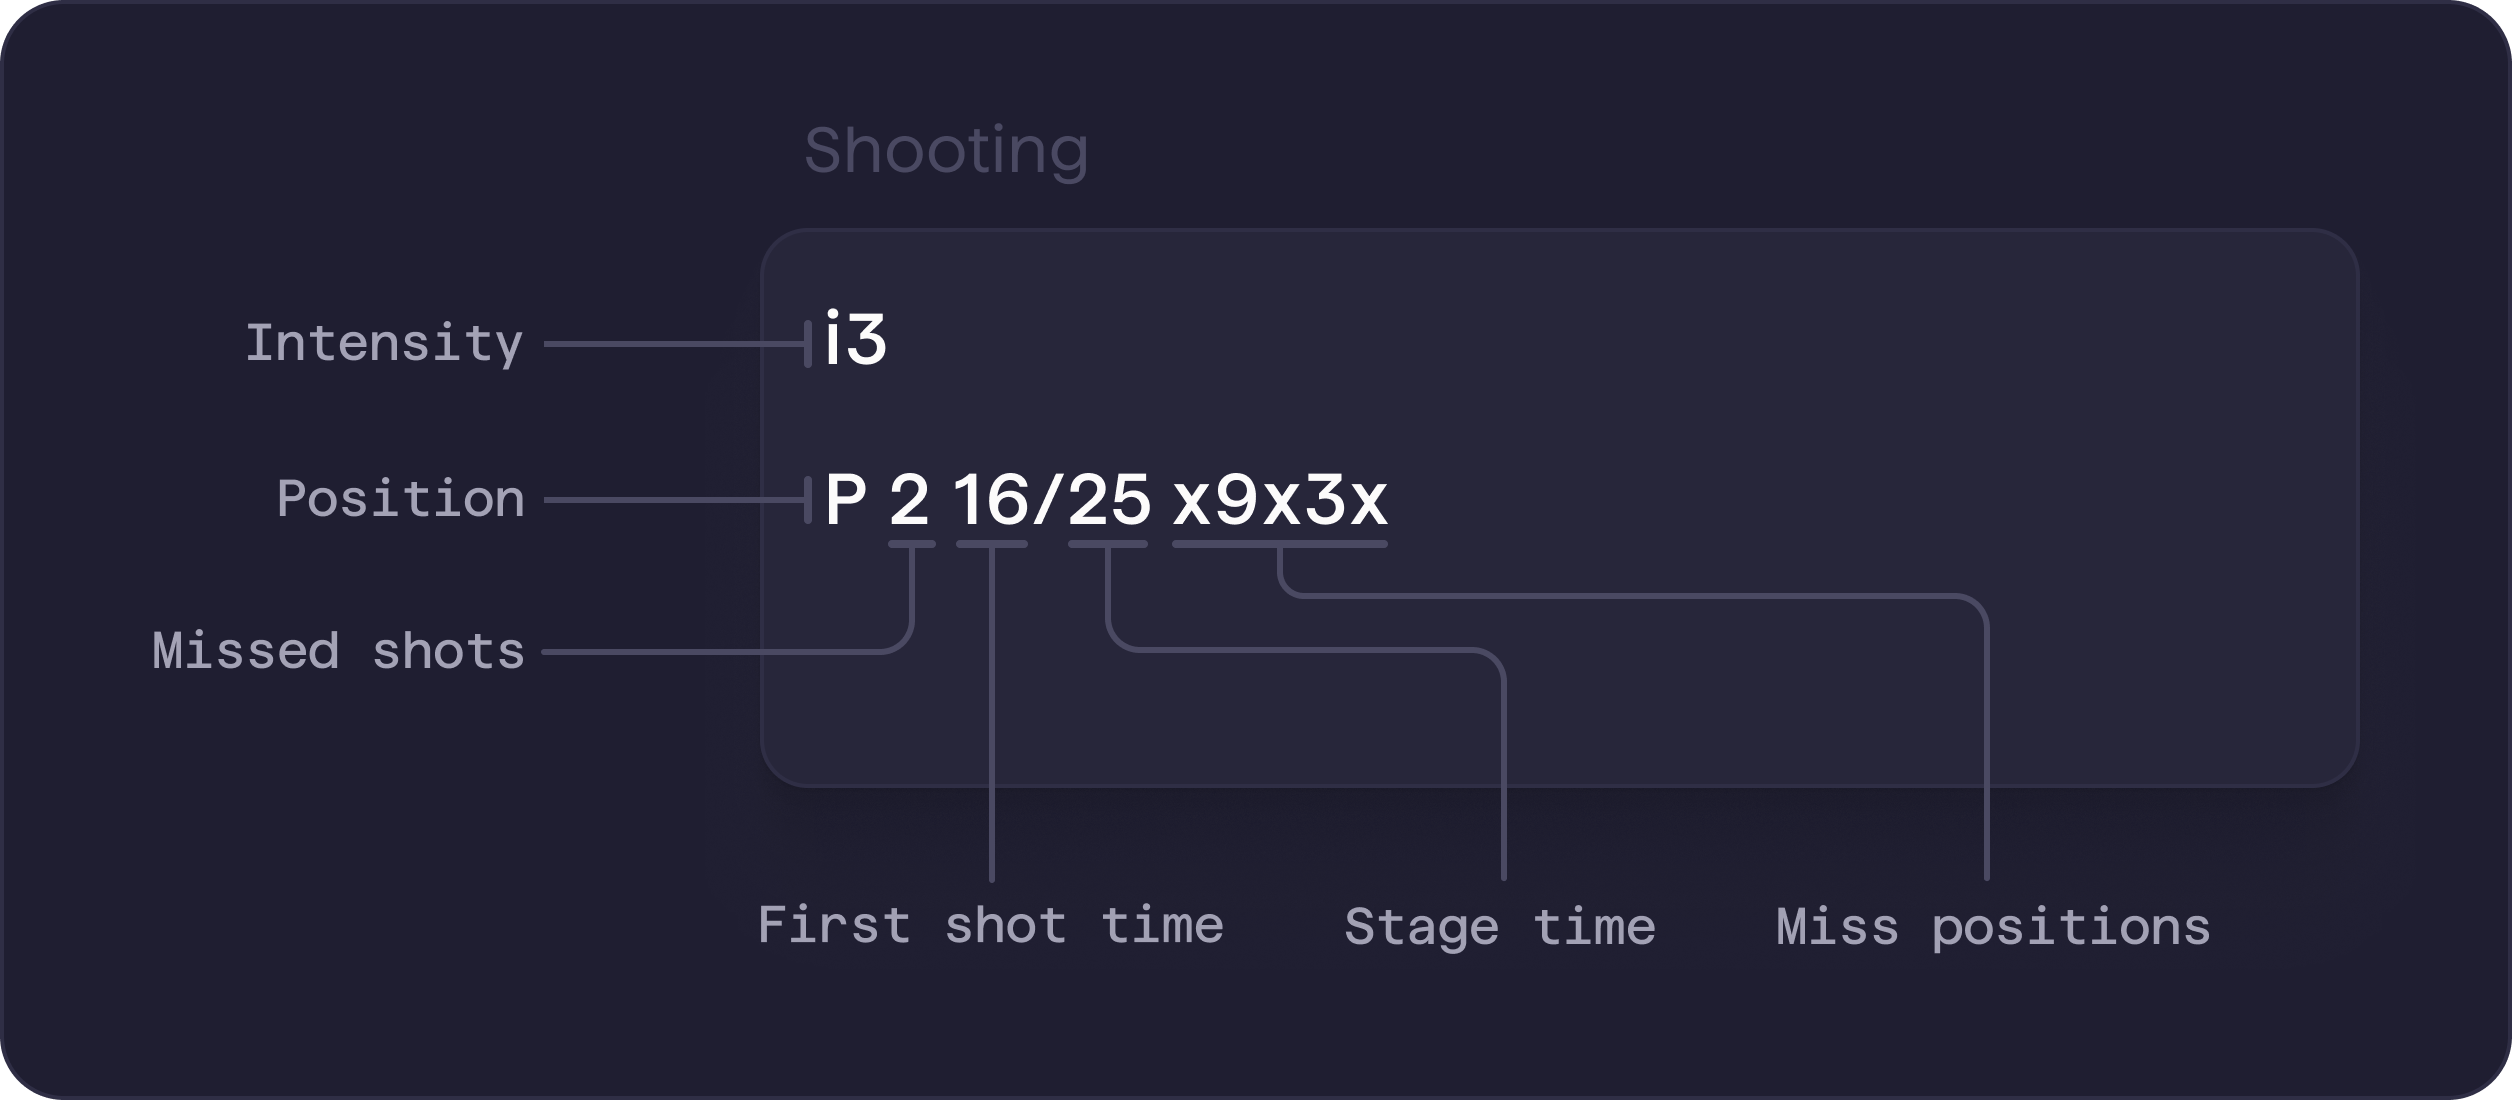 Shooting
Intensity
i3
Position
P 2 16/25 x9x3x
Missed shots
First shot time
Stage time
Miss positions